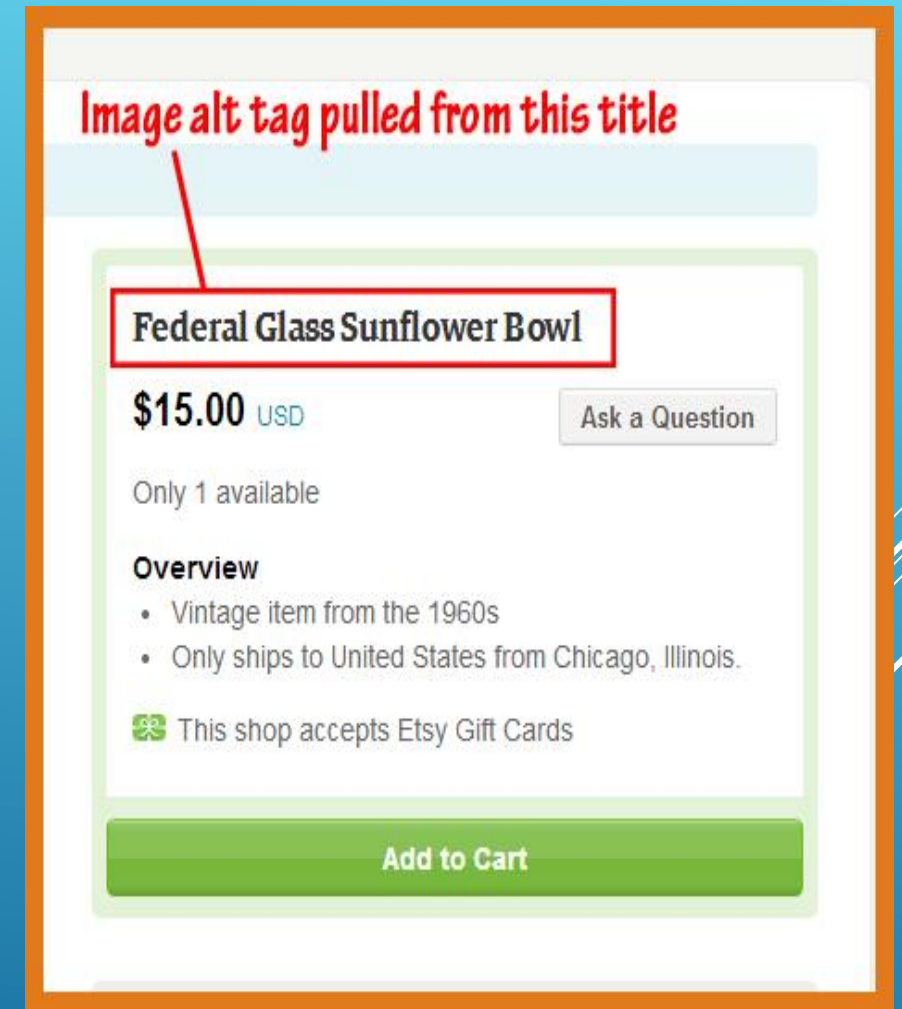 Image alt tag pulled from this title
Federal Glass Sunflower Bowl
$15.00 USD
Ask a Question
Only 1 available
Overview
• Vintage item from the 1960s
• Only ships to United States from Chicago, Illinois.
This shop accepts Etsy Gift Cards
Add to Cart